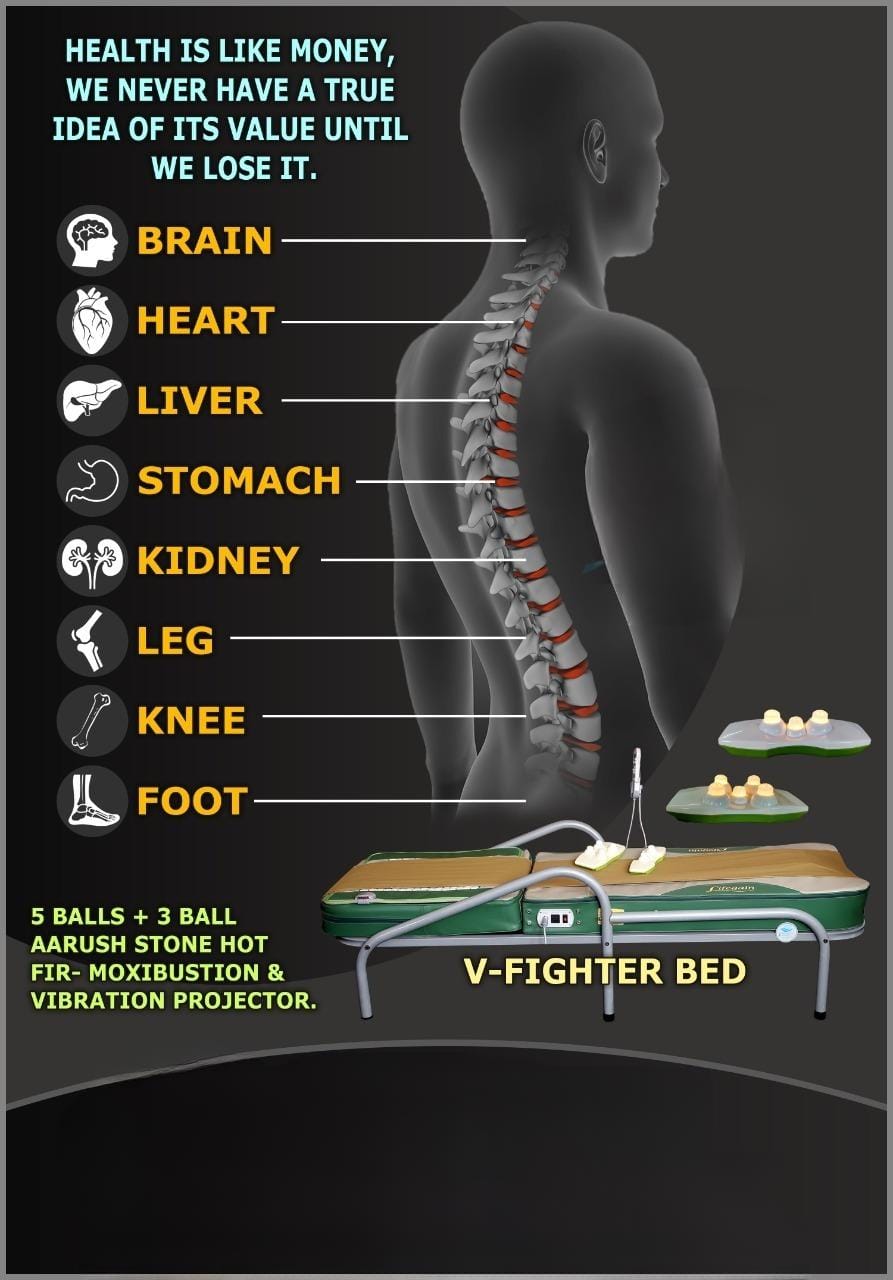 HEALTH IS LIKE MONEY,
WE NEVER HAVE A TRUE
IDEA OF ITS VALUE UNTIL
WE LOSE IT.
BRAIN
HEART
LIVER
STOMACH
KIDNEY
LEG
KNEE
FOOT
Lifegain
5 BALLS + 3 BALL
AARUSH STONE HOT
FIR- MOXIBUSTION &
VIBRATION PROJECTOR.
V-FIGHTER BED